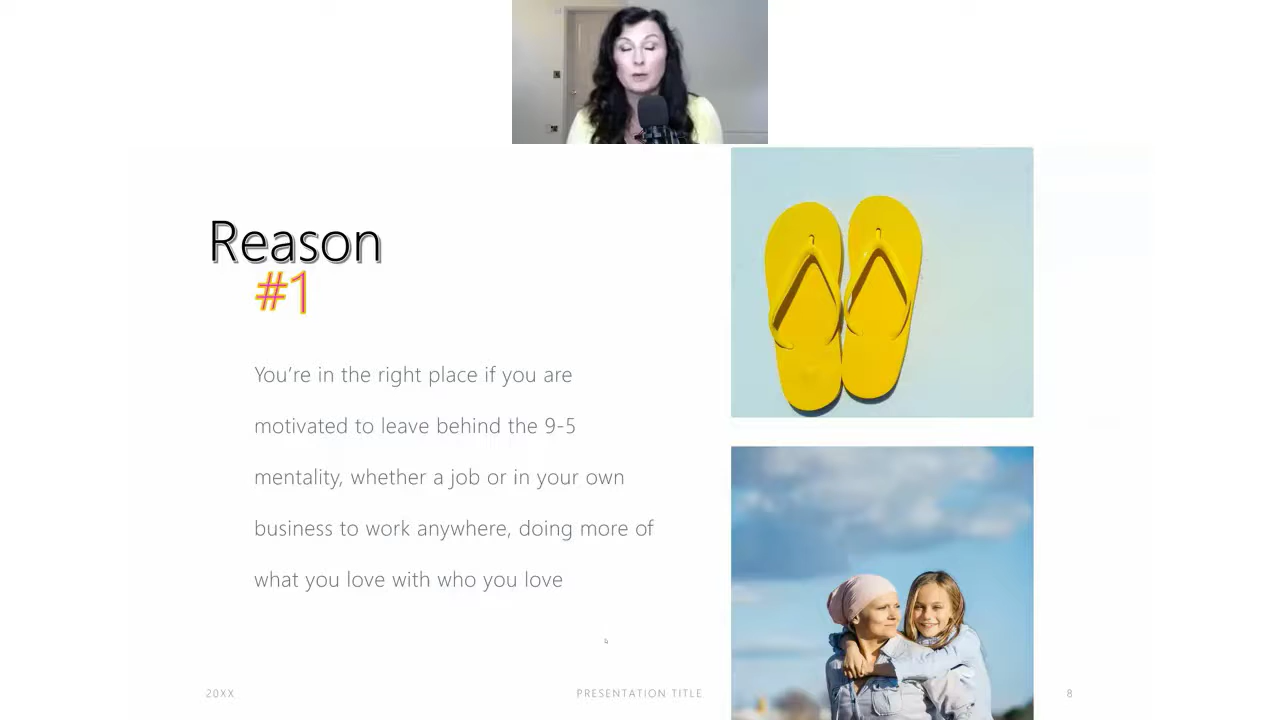 Reason
#1
You’re in the right place if you are
motivated to leave behind the 9-5
mentality, whether a job or in your own
business to work anywhere, doing more of
what you love with who you love
20XX
PRESENTATION TITLE
8